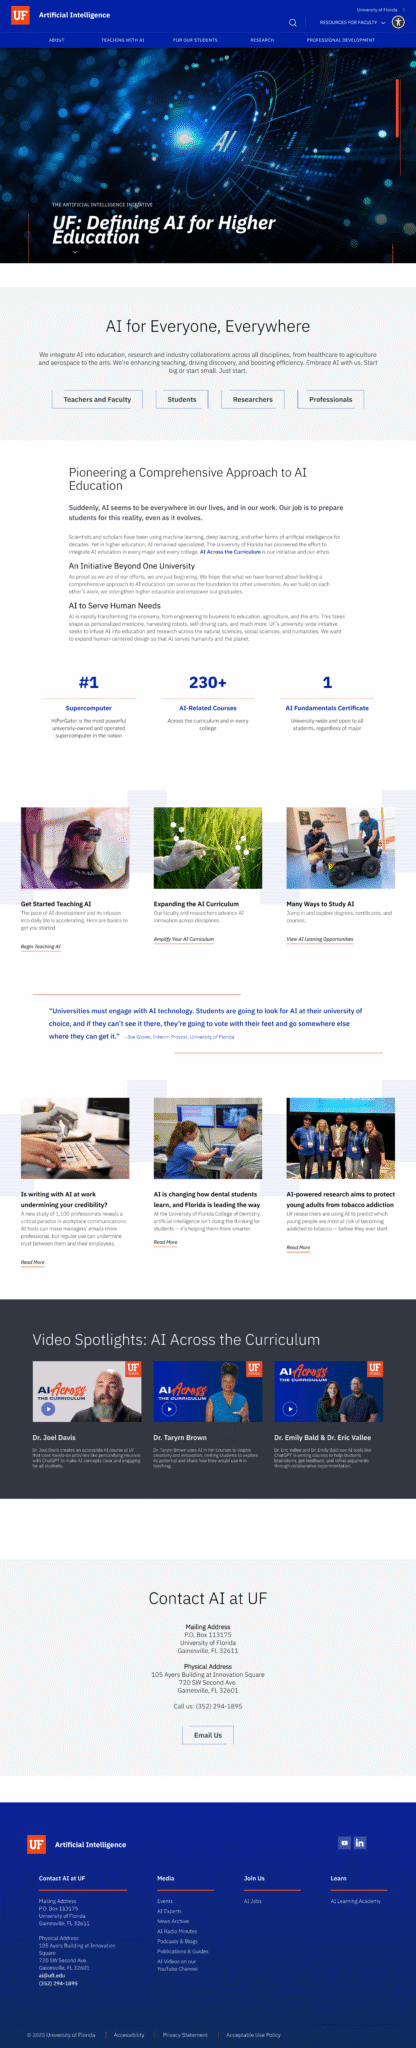 University of Florida
UF Artificial Intelligence
RESOURCES FOR FACULTY
ABOUT
TEACHING WITH AI
FOR OUR STUDENTS
RESEARCH
PROFESSIONAL DEVELOPMENT
AI
THE ARTIFICIAL INTELLIGENCE INITIATIVE
UF: Defining AI for Higher
Education
AI for Everyone, Everywhere
We integrate AI into education, research and industry collaborations across all disciplines, from healthcare to agriculture
and aerospace to the arts. We're enhancing teaching, driving discovery, and boosting efficiency. Embrace AI with us. Start
big or start small. Just start.
Teachers and Faculty
Students
Researchers
Professionals
Pioneering a Comprehensive Approach to AI
Education
Suddenly, AI seems to be everywhere in our lives, and in our work. Our job is to prepare
students for this reality, even as it evolves.
Scientists and scholars have been using machine learning, deep learning, and other forms of artificial intelligence for
decades. Yet in higher education, AI remained specialized. The University of Florida has pioneered the effort to
integrate AI education in every major and every college. AI Across the Curriculum is our initiative and our ethos.
An Initiative Beyond One University
As proud as we are of our efforts, we are just beginning. We hope that what we have learned about building a
comprehensive approach to AI education can serve as the foundation for other universities. As we build on each
other's work, we strengthen higher education and empower our graduates.
AI to Serve Human Needs
AI is rapidly transforming the economy, from engineering to business to education, agriculture, and the arts. This takes
shape as personalized medicine, harvesting robots, self-driving cars, and much more. UF's university-wide initiative
seeks to infuse AI into education and research across the natural sciences, social sciences, and humanities. We want
to expand human-centered design so that AI serves humanity and the planet.
#1
Supercomputer
HiPerGator is the most powerful
university-owned and operated
supercomputer in the nation
230+
AI-Related Courses
Across the curriculum and in every
college
1
AI Fundamentals Certificate
University-wide and open to all
students, regardless of major
Get Started Teaching AI
The pace of AI development and its infusion
into daily life is accelerating. Here are basics to
get you started.
Begin Teaching AI
Expanding the AI Curriculum
Our faculty and researchers advance AI
innovation across disciplines.
Amplify Your AI Curriculum
Many Ways to Study AI
Jump in and explore degrees, certificates, and
courses.
View AI Leaning Opportunities
"Universities must engage with AI technology. Students are going to look for AI at their university of
choice, and if they can't see it there, they're going to vote with their feet and go somewhere else
where they can get it." –Joe Glover, Interim Provost, University of Florida
Is writing with AI at work
undermining your credibility?
A new study of 1,100 professionals reveals a
critical paradox in workplace communications:
AI tools can make managers' emails more
professional, but regular use can undermine
trust between them and their employees.
Read More
AI is changing how dental students
learn, and Florida is leading the way
At the University of Florida College of Dentistry,
artificial intelligence isn't doing the thinking for
students — it's helping them think smarter.
Read More
AI-powered research aims to protect
young adults from tobacco addiction
UF researchers are using AI to predict which
young people are most at risk of becoming
addicted to tobacco — before they ever start.
Read More
Video Spotlights: AI Across the Curriculum
UF
AI Across
THE CURRICULUM
UF
AI Across
THE CURRICULUM
UF
AI Across
THE CURRICULUM
Dr. Joel Davis
Dr. Joel Davis creates an accessible AI course at UF
that uses hands-on activities like personifying neurons
with ChatGPT to make AI concepts clear and engaging
for all students.
Dr. Tarryn Brown
Dr. Tarryn Brown uses AI in her courses to inspire
creativity and innovation, inviting students to explore
its potential and share how they would use it in
teaching.
Dr. Emily Bald & Dr. Eric Vallee
Dr. Eric Vallee and Dr. Emily Bald use AI tools like
ChatGPT in writing courses to help students
brainstorm, get feedback, and refine arguments
through collaborative experimentation.
Contact AI at UF
Mailing Address
P.O. Box 113175
University of Florida
Gainesville, FL 32611
Physical Address
105 Ayers Building at Innovation Square
720 SW Second Ave.
Gainesville, FL 32601
Call us: (352) 294-1895
Email Us
UF Artificial Intelligence
Contact AI at UF
Mailing Address
P.O. Box 113175
University of Florida
Gainesville, FL 32611
Physical Address
105 Ayers Building at Innovation
Square
720 SW Second Ave.
Gainesville, FL 32601
ai@ufl.edu
(352) 294-1895
Media
Events
AI Experts
News Archive
AI Radio Minutes
Podcasts & Blogs
Publications & Guides
AI Videos on our
YouTube Channel
Join Us
AI Jobs
Learn
AI Learning Academy
© 2025 University of Florida
Accessibility
Privacy Statement
Acceptable Use Policy